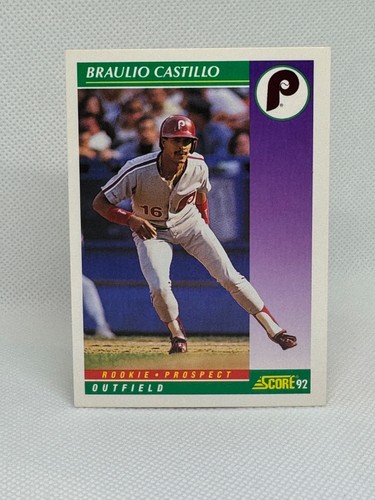 BRAULIO CASTILLO
P
P
16
ROOKIE • PROSPECT
OUTFIELD
SCORE 92